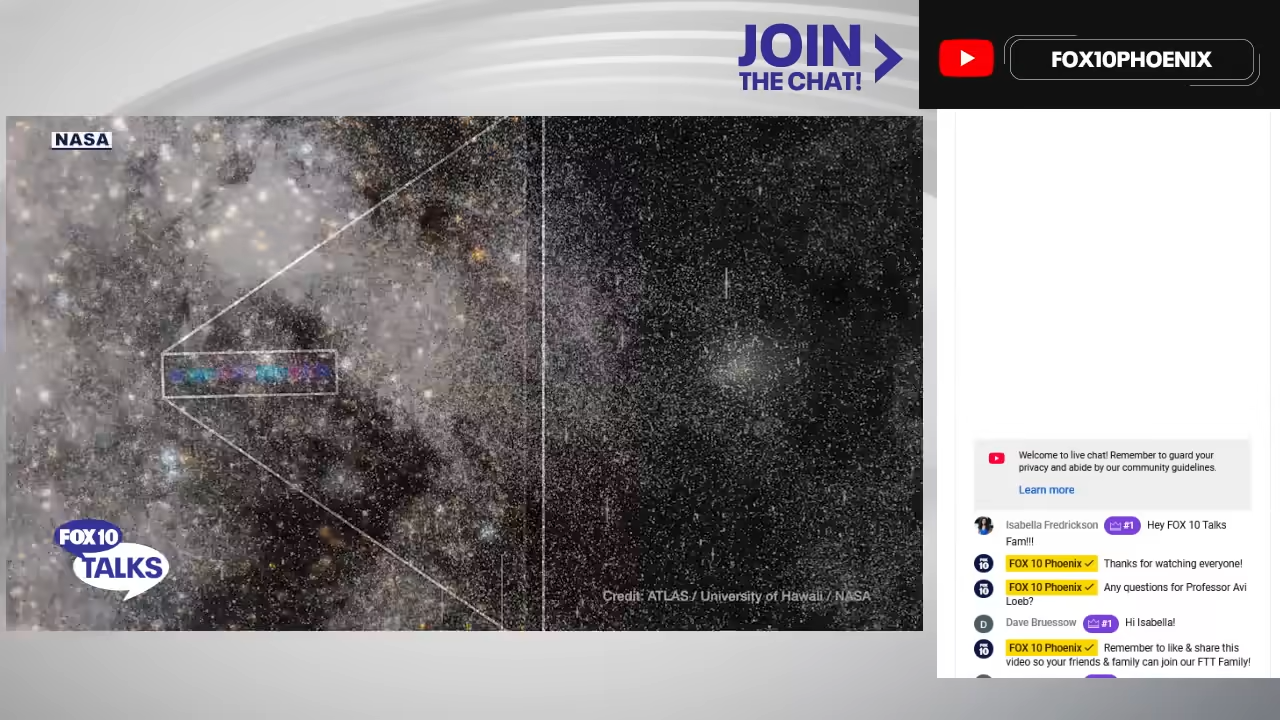 JOIN
THE CHAT!
FOX10PHOENIX
NASA
FOX 10
TALKS
Credit: ATLAS / University of Hawaii / NASA
Welcome to live chat! Remember to guard your
privacy and abide by our community guidelines.
Learn more
Isabella Fredrickson #1 Hey FOX 10 Talks
Fam!!!
FOX 10 Phoenix ✓ Thanks for watching everyone!
FOX 10 Phoenix ✓ Any questions for Professor Avi
Loeb?
D Dave Bruessow #1 Hi Isabella!
FOX 10 Phoenix ✓ Remember to like & share this
video so your friends & family can join our FTT Family!